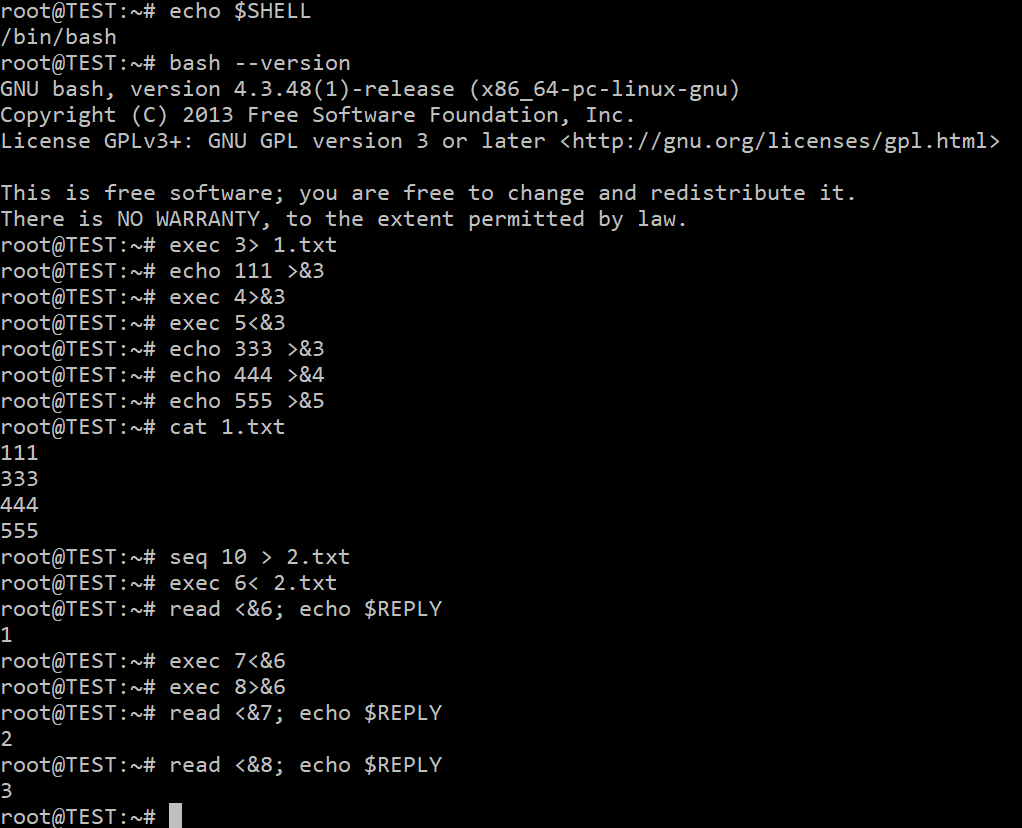 root@TEST:~# echo $SHELL
/bin/bash
root@TEST:~# bash --version
GNU bash, version 4.3.48(1)-release (x86_64-pc-linux-gnu)
Copyright (C) 2013 Free Software Foundation, Inc.
License GPLv3+: GNU GPL version 3 or later <http://gnu.org/licenses/gpl.html>

This is free software; you are free to change and redistribute it.
There is NO WARRANTY, to the extent permitted by law.
root@TEST:~# exec 3> 1.txt
root@TEST:~# echo 111 >&3
root@TEST:~# exec 4>&3
root@TEST:~# exec 5<&3
root@TEST:~# echo 333 >&3
root@TEST:~# echo 444 >&4
root@TEST:~# echo 555 >&5
root@TEST:~# cat 1.txt
111
333
444
555
root@TEST:~# seq 10 > 2.txt
root@TEST:~# exec 6< 2.txt
root@TEST:~# read <&6; echo $REPLY
1
root@TEST:~# exec 7<&6
root@TEST:~# exec 8>&6
root@TEST:~# read <&7; echo $REPLY
2
root@TEST:~# read <&8; echo $REPLY
3
root@TEST:~#